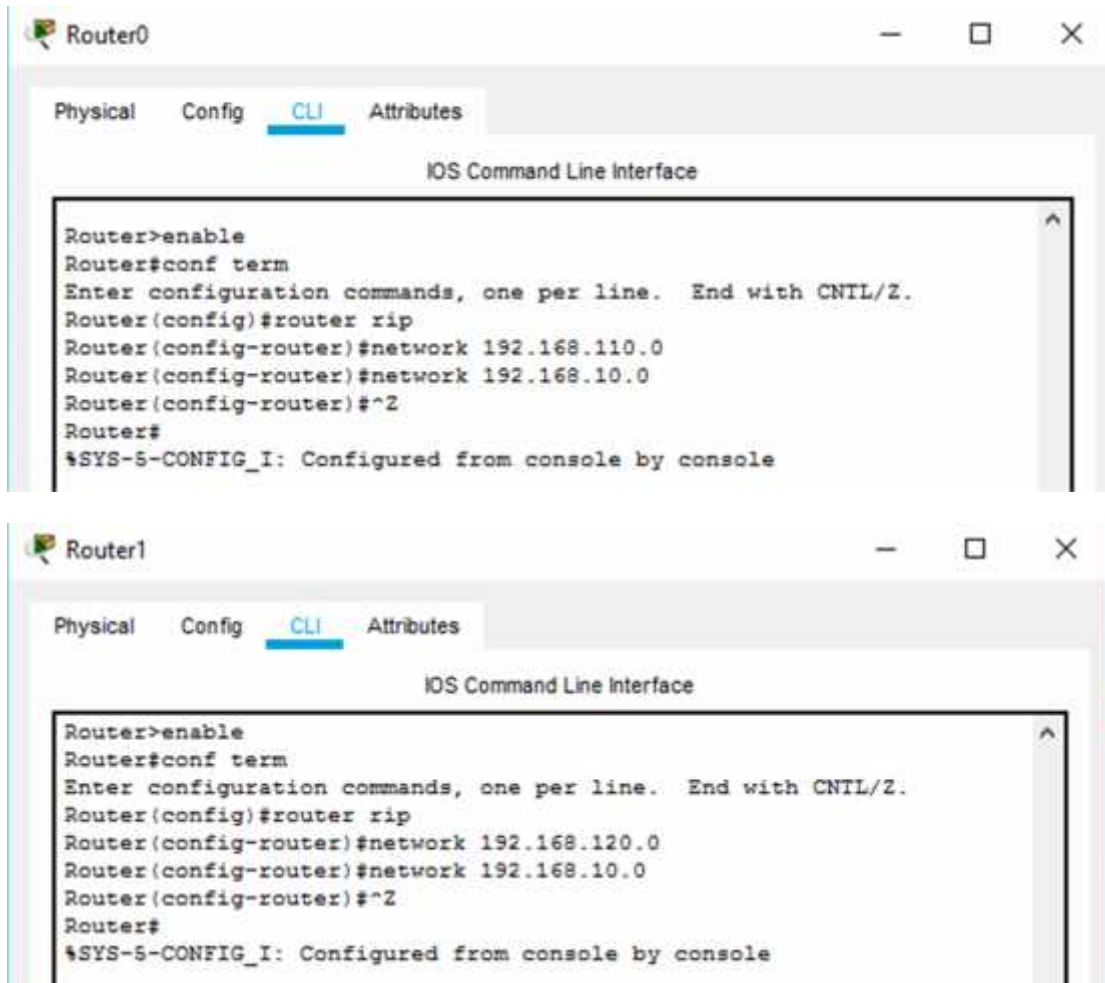 Router0
Physical Config CLI Attributes
IOS Command Line Interface
Router>enable
Router#conf term
Enter configuration commands, one per line.  End with CNTL/Z.
Router(config)#router rip
Router(config-router)#network 192.168.110.0
Router(config-router)#network 192.168.10.0
Router(config-router)#^Z
Router#
%SYS-5-CONFIG_I: Configured from console by console
Router1
Physical Config CLI Attributes
IOS Command Line Interface
Router>enable
Router#conf term
Enter configuration commands, one per line.  End with CNTL/Z.
Router(config)#router rip
Router(config-router)#network 192.168.120.0
Router(config-router)#network 192.168.10.0
Router(config-router)#^Z
Router#
%SYS-5-CONFIG_I: Configured from console by console